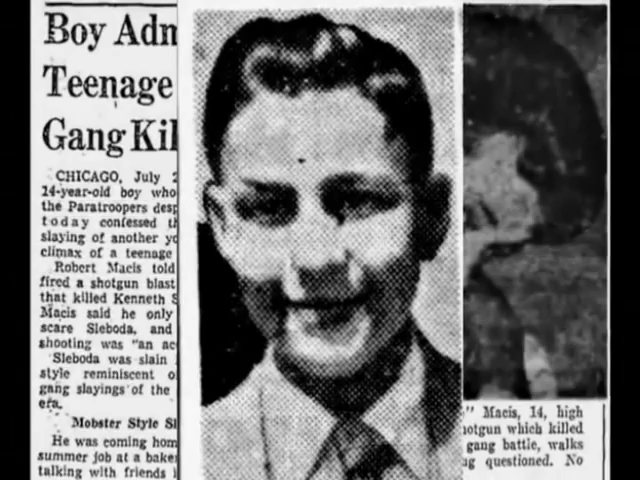 Boy Adm
Teenage
Gang Kil
CHICAGO, July 2
14-year-old boy who
the Paratroopers desp
today confessed th
slaying of another yo
climax of a teenage
Robert Macis told
fired a shotgun blast
that killed Kenneth S
Macis said he only
scare Sleboda, and
shooting was "an ac
Sleboda was slain
style reminiscent o
gang slayings of the
era.
Mobster Style Sl
He was coming hom
summer job at a bake
talking with friends i
" Macis, 14, high
hotgun which killed
gang battle, walks
ng questioned. No